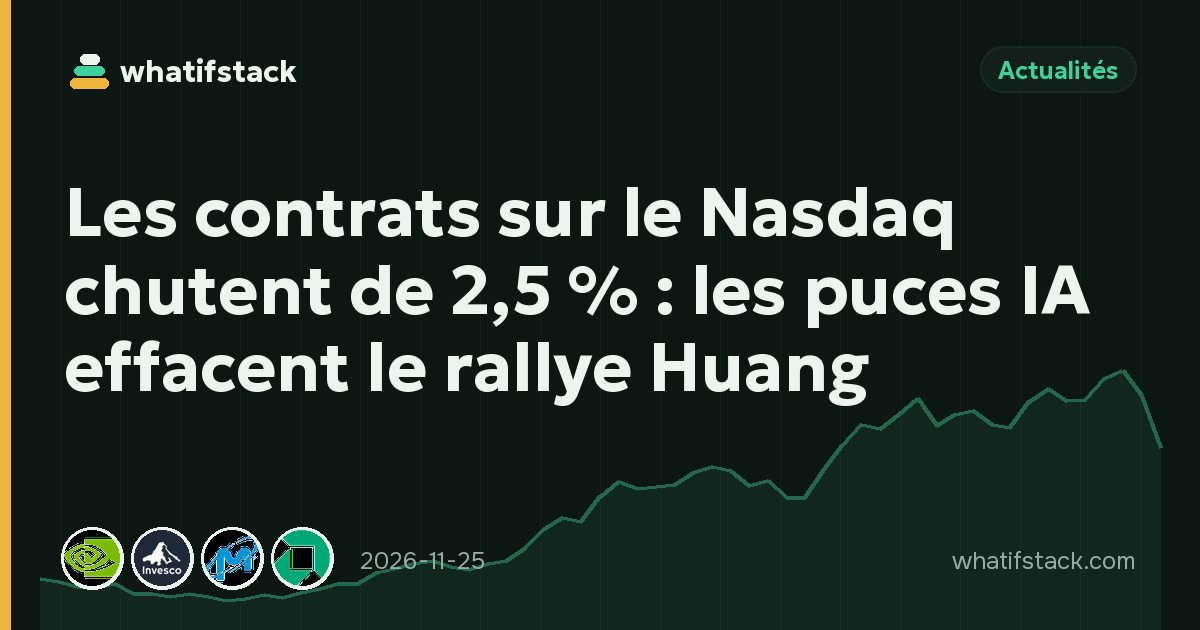 whatifstack
Actualités
Les contrats sur le Nasdaq
chutent de 2,5 % : les puces IA
effacent le rallye Huang
Invesco
2026-11-25
whatifstack.com